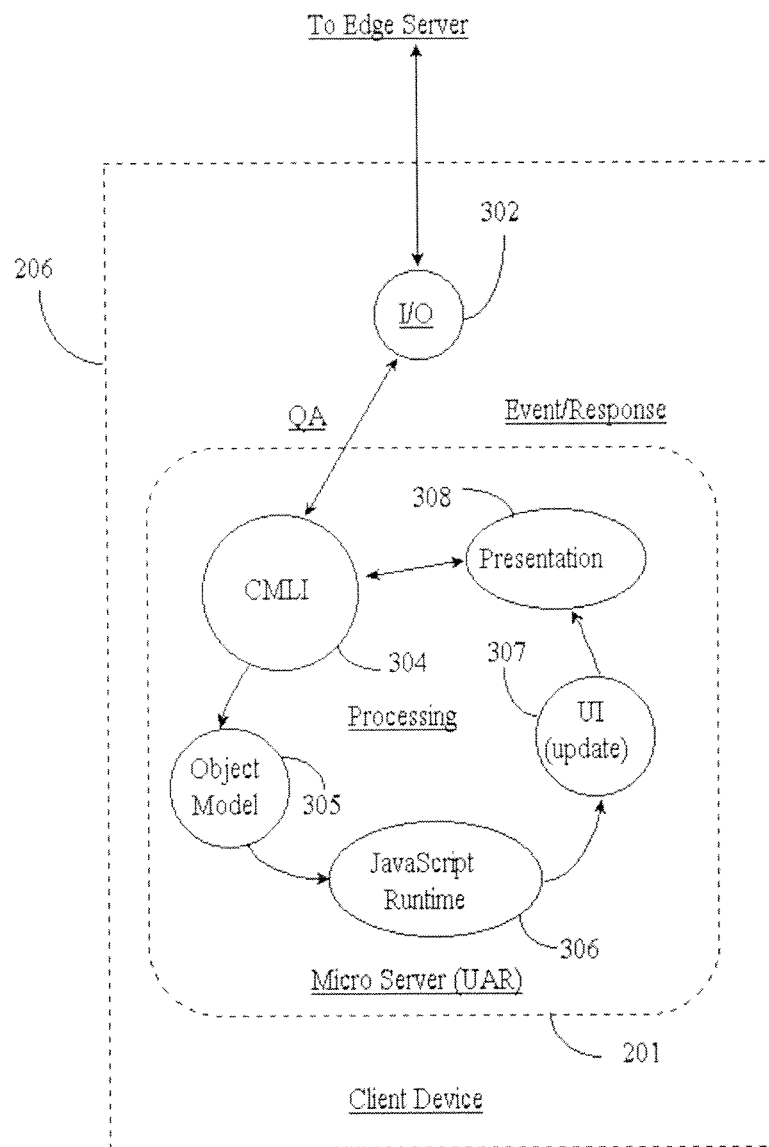 To Edge Server
302
206
I/O
QA
Event/Response
308
CMLI
Presentation
304
307
Processing
UI
(update)
Object
Model
305
JavaScript
Runtime
306
Micro Server (UAR)
201
Client Device